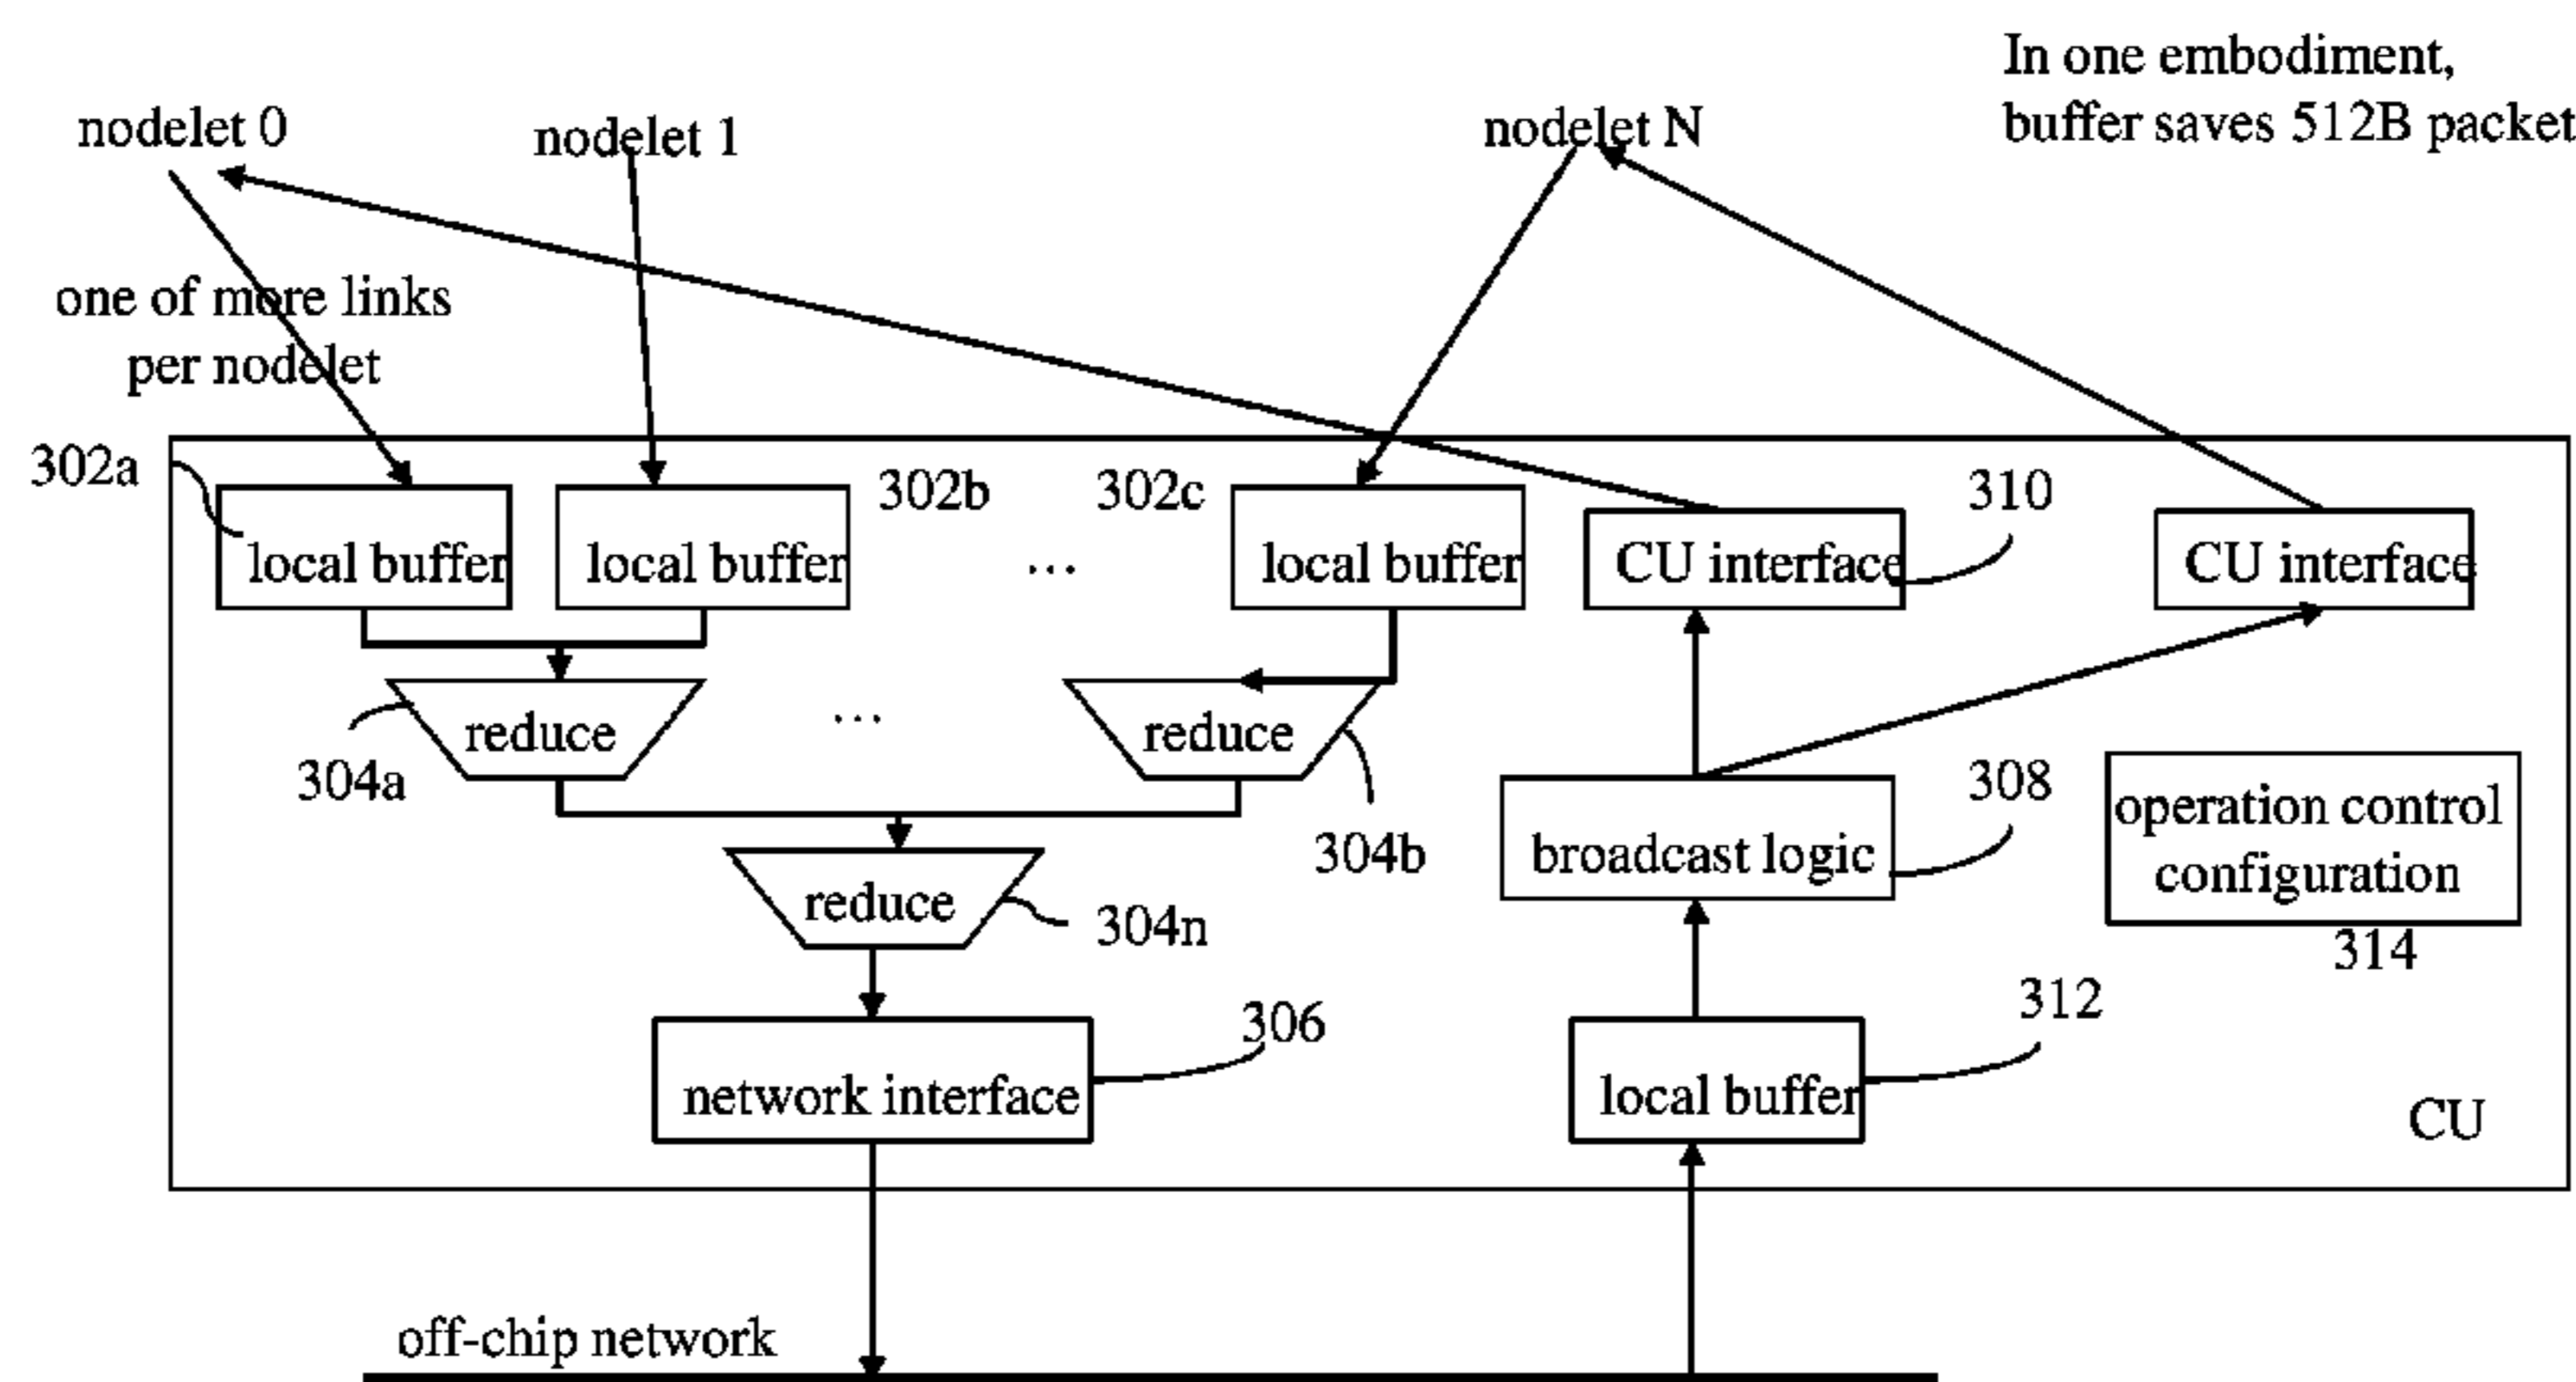 In one embodiment,
buffer saves 512B packet
nodelet 0
nodelet 1
nodelet N
one of more links
per nodelet
302a
302b
302c
310
local buffer
local buffer
...
local buffer
CU interface
CU interface
reduce
...
reduce
304a
304b
308
broadcast logic
operation control
configuration
314
reduce
304n
312
306
network interface
local buffer
CU
off-chip network